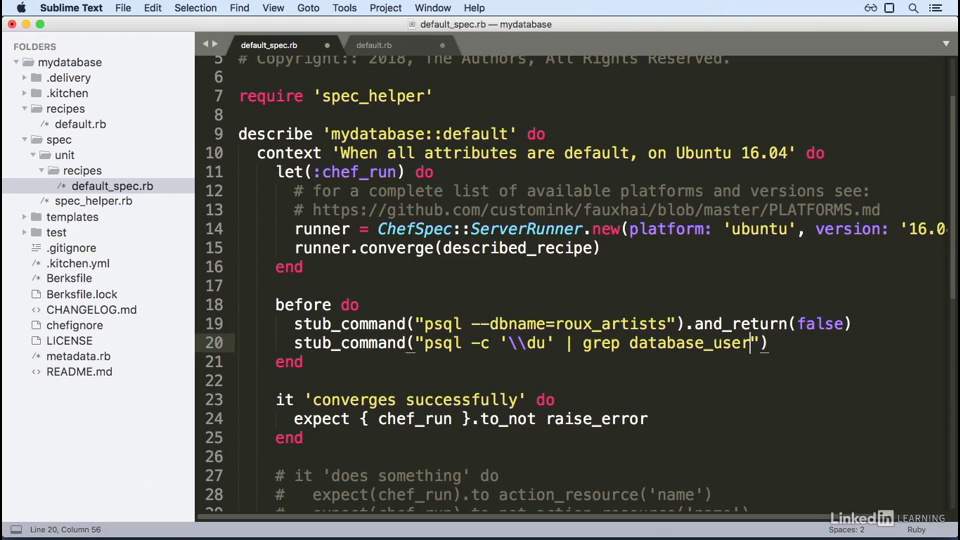 Sublime Text File Edit Selection Find View Goto Tools Project Window Help
default_spec.rb — mydatabase
FOLDERS
mydatabase
.delivery
.kitchen
recipes
default.rb
spec
unit
recipes
default_spec.rb
spec_helper.rb
templates
test
.gitignore
.kitchen.yml
Berksfile
Berksfile.lock
CHANGELOG.md
chefignore
LICENSE
metadata.rb
README.md
default_spec.rb default.rb
5 # Copyright:: 2018, The Authors, All Rights Reserved.
6
7 require 'spec_helper'
8
9 describe 'mydatabase::default' do
10 context 'When all attributes are default, on Ubuntu 16.04' do
11 let(:chef_run) do
12 # for a complete list of available platforms and versions see:
13 # https://github.com/customink/fauxhai/blob/master/PLATFORMS.md
14 runner = ChefSpec::ServerRunner.new(platform: 'ubuntu', version: '16.0
15 runner.converge(described_recipe)
16 end
17
18 before do
19 stub_command("psql --dbname=roux_artists").and_return(false)
20 stub_command("psql -c '\\du' | grep database_user")
21 end
22
23 it 'converges successfully' do
24 expect { chef_run }.to_not raise_error
25 end
26
27 # it 'does something' do
28 # expect(chef_run).to action_resource('name')
# expect(chef_run).to_not action_resource('name')
Line 20, Column 56 Spaces: 2 Ruby
LinkedIn LEARNING